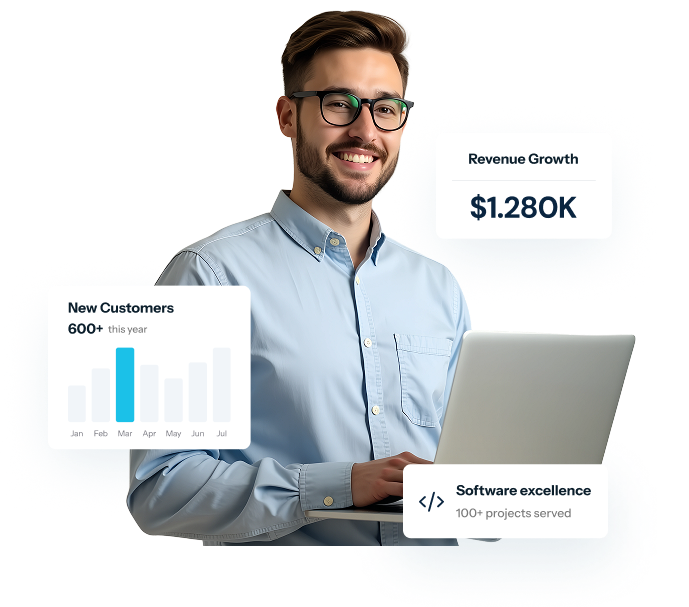 Revenue Growth
$1.280K
New Customers
600+ this year
Jan Feb Mar Apr May Jun Jul
</> Software excellence
100+ projects served